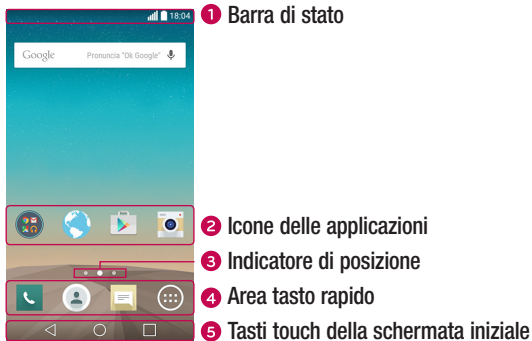 18:04
1 Barra di stato
Google Pronuncia "Ok Google"
2 Icone delle applicazioni
3 Indicatore di posizione
4 Area tasto rapido
5 Tasti touch della schermata iniziale